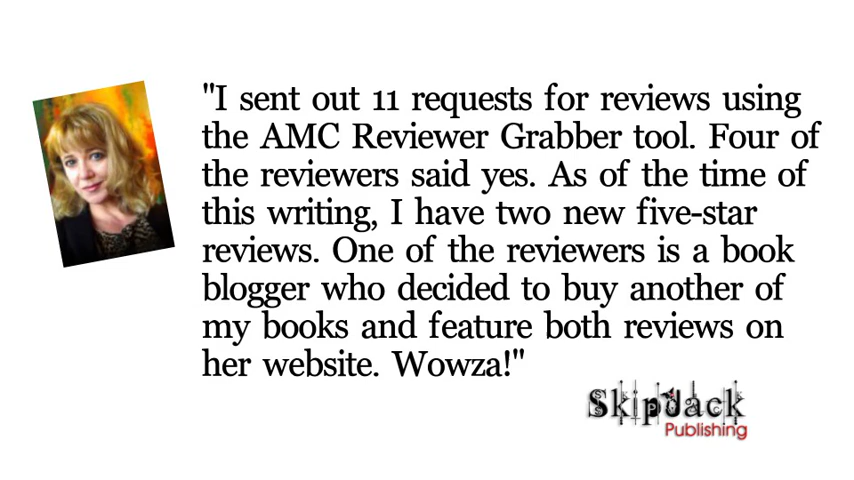 "I sent out 11 requests for reviews using
the AMC Reviewer Grabber tool. Four of
the reviewers said yes. As of the time of
this writing, I have two new five-star
reviews. One of the reviewers is a book
blogger who decided to buy another of
my books and feature both reviews on
her website. Wowza!"
SkipJack
Publishing